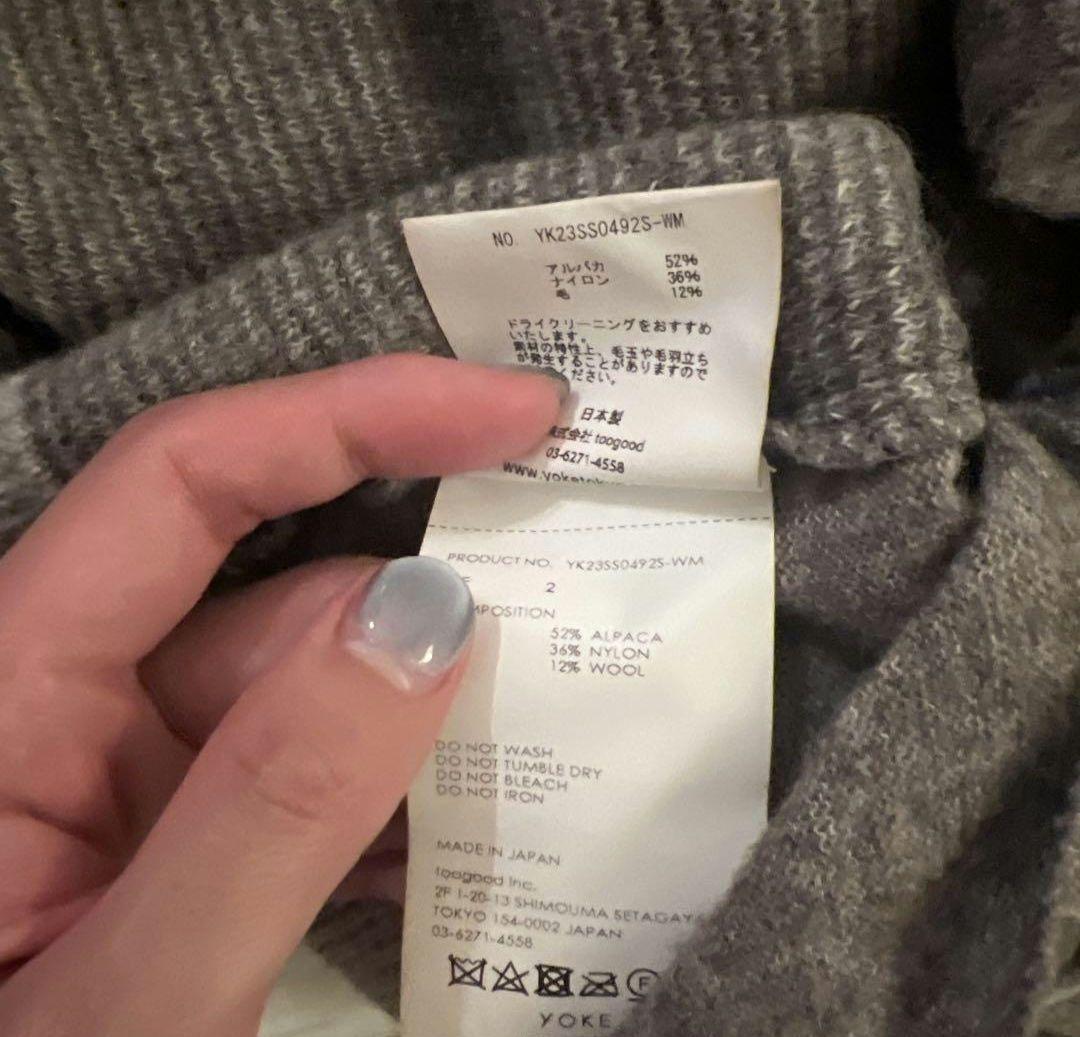 NO. YK23SS0492S-WM
アルパカ 52%
ナイロン 36%
毛 12%
ドライクリーニングをおすすめ
いたします。
素材の特性上、毛玉や毛羽立ち
が発生することがありますので
ください。
日本製
式会社 toogood
03-6271-4558
www.yoketok
PRODUCT NO. YK23SS0492S-WM
2
MPOSITION
52% ALPACA
36% NYLON
12% WOOL
DO NOT WASH
DO NOT TUMBLE DRY
DO NOT BLEACH
DO NOT IRON
MADE IN JAPAN
toogood Inc.
2F 1-20-13 SHIMOUMA SETAGAY
TOKYO 154-0002 JAPAN
03-6271-4558
YOKE